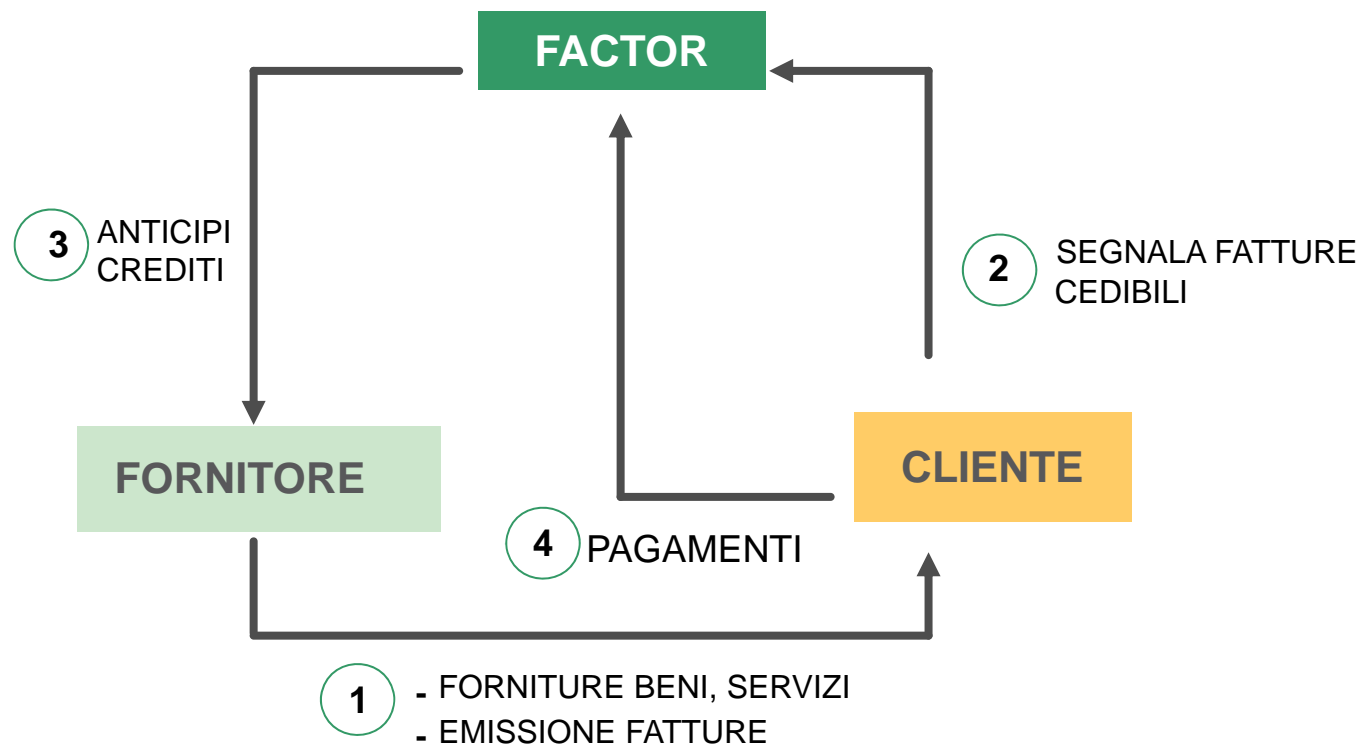 FACTOR
3 ANTICIPI
CREDITI
2 SEGNALA FATTURE
CEDIBILI
FORNITORE
CLIENTE
4 PAGAMENTI
1 - FORNITURE BENI, SERVIZI
- EMISSIONE FATTURE